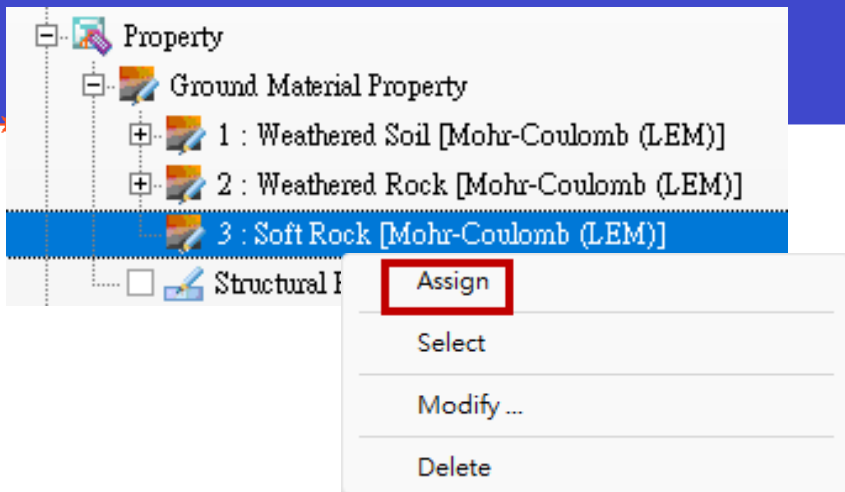 Property
Ground Material Property
1 : Weathered Soil [Mohr-Coulomb (LEM)]
2 : Weathered Rock [Mohr-Coulomb (LEM)]
3 : Soft Rock [Mohr-Coulomb (LEM)]
Structural
Assign
Select
Modify ...
Delete